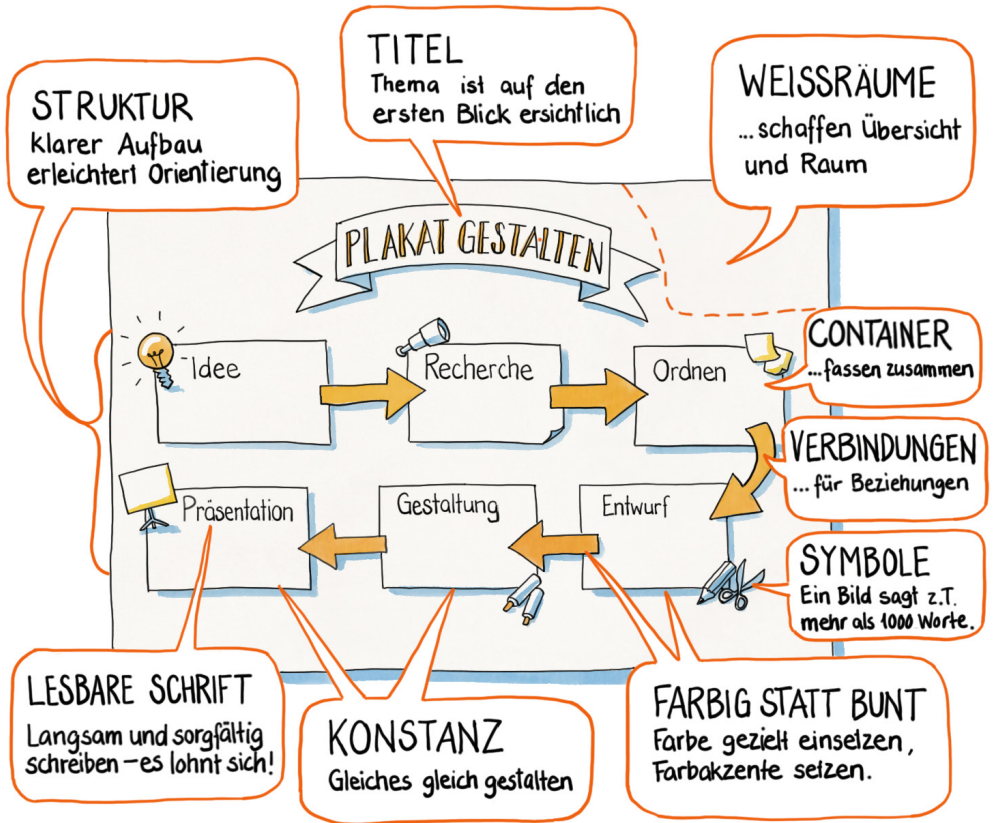 TITEL
Thema ist auf den
ersten Blick ersichtlich
WEISSRÄUME
...schaffen Übersicht
und Raum
STRUKTUR
klarer Aufbau
erleichtert Orientierung
PLAKAT GESTALTEN
Idee
Recherche
Ordnen
CONTAINER
...fassen zusammen
VERBINDUNGEN
...für Beziehungen
Präsentation
Gestaltung
Entwurf
SYMBOLE
Ein Bild sagt z.T.
mehr als 1000 Worte.
LESBARE SCHRIFT
Langsam und sorgfältig
schreiben – es lohnt sich!
KONSTANZ
Gleiches gleich gestalten
FARBIG STATT BUNT
Farbe gezielt einsetzen,
Farbakzente setzen.